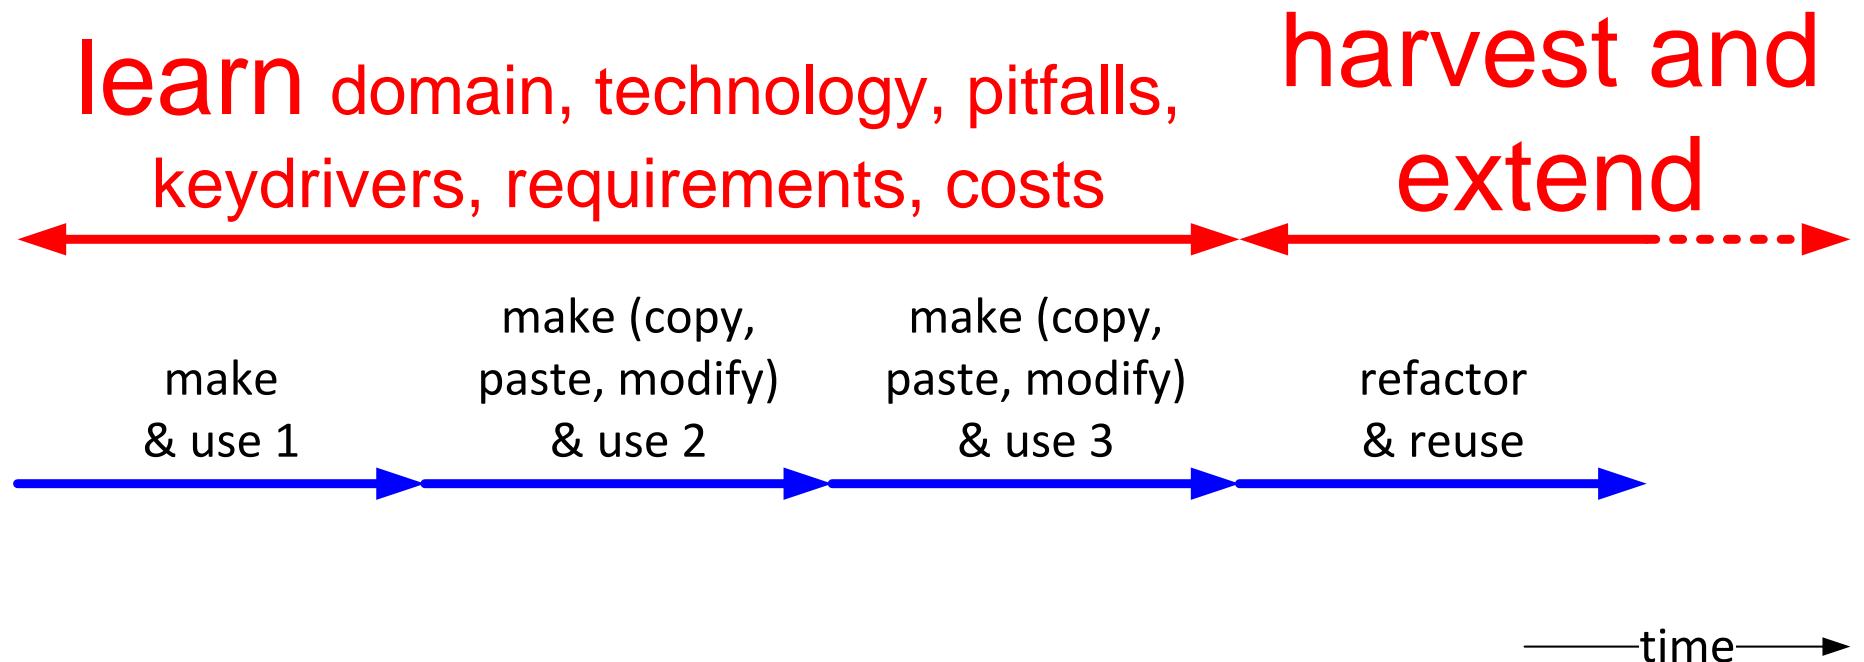 learn domain, technology, pitfalls,
keydrivers, requirements, costs
harvest and
extend
make
& use 1
make (copy,
paste, modify)
& use 2
make (copy,
paste, modify)
& use 3
refactor
& reuse
time